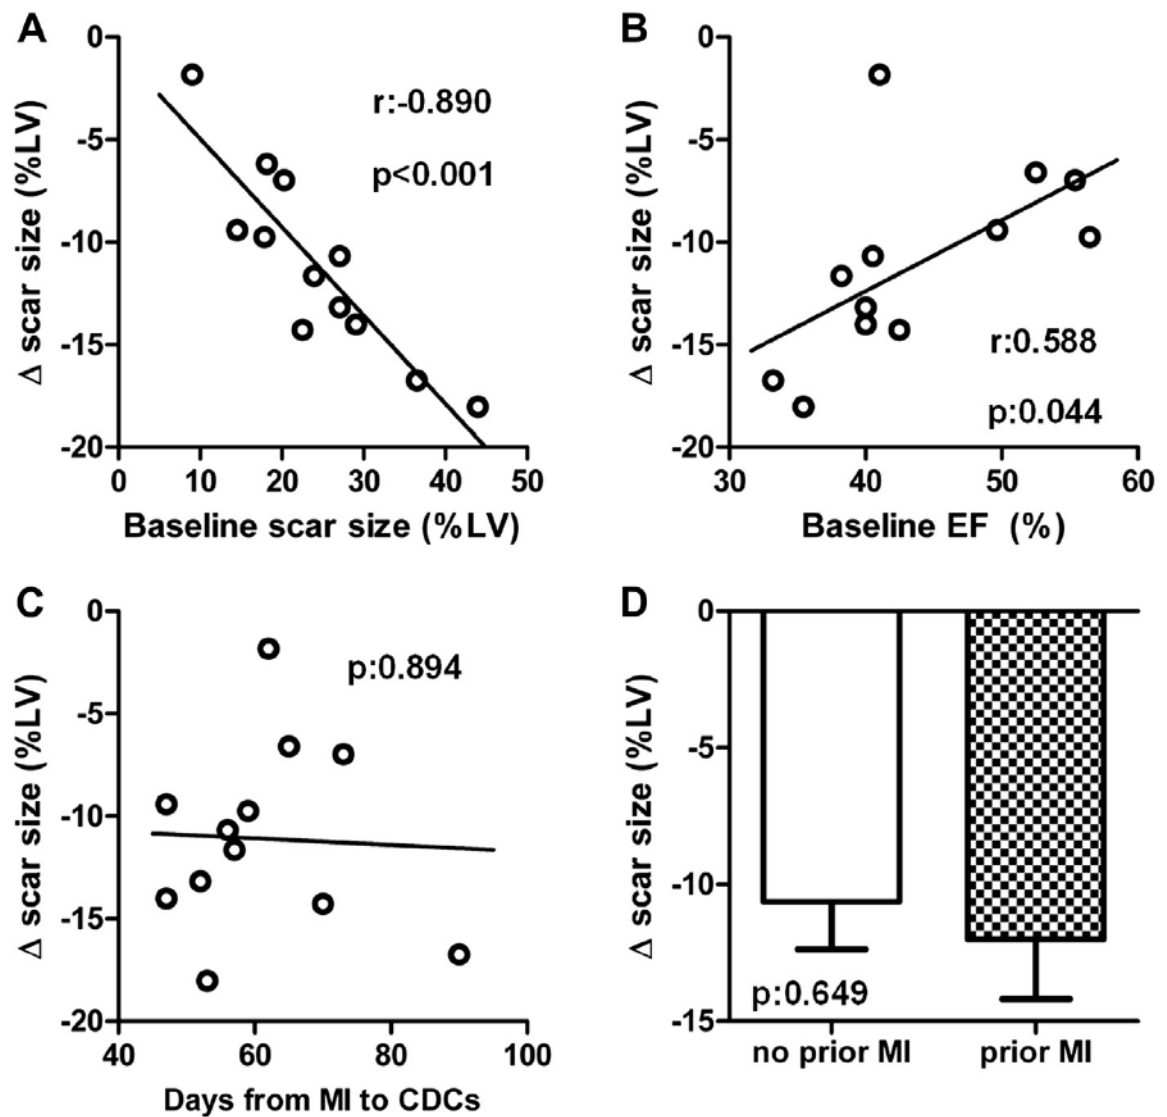 A
0
-5
-10
-15
-20
Δ scar size (%LV)
r:-0.890
p<0.001
0 10 20 30 40 50
Baseline scar size (%LV)
B
0
-5
-10
-15
-20
Δ scar size (%LV)
r:0.588
p:0.044
30 40 50 60
Baseline EF (%)
C
0
-5
-10
-15
-20
Δ scar size (%LV)
p:0.894
40 60 80 100
Days from MI to CDCs
D
0
-5
-10
-15
Δ scar size (%LV)
p:0.649
no prior MI prior MI